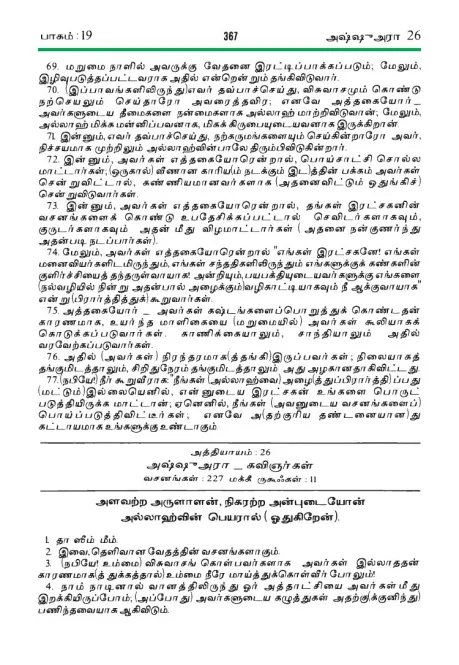 பாகம்: 19 367 அஷ்ஷுஅரா 26
69. மறுமை நாளில் அவருக்கு வேதனை இரட்டிப்பாக்கப்படும்; மேலும்,
இழிவுபடுத்தப்பட்டவராக அதில் என்றென்றும் தங்கிவிடுவார்.
70. (இப்பாவங்களிலிருந்து)எவர் தவ்பாச்செய்து, விசுவாசமும் கொண்டு
நற்செயலும் செய்தாரோ அவரைத்தவிர; எனவே அத்தகையோர் _
அவர்களுடைய தீமைகளை நன்மைகளாக அல்லாஹ் மாற்றிவிடுவான்; மேலும்,
அல்லாஹ் மிக்க மன்னிப்பவனாக, மிகக்கிருபையுடையவனாக இருக்கிறான்.
71. இன்னும், எவர் தவ்பாச்செய்து, நற்கருமங்களையும் செய்கின்றாரோ அவர்,
நிச்சயமாக முற்றிலும் அல்லாஹ்வின்பாலே திரும்பிவிடுகின்றார்.
72. இன்னும், அவர்கள் எத்தகையோரென்றால், பொய்சாட்சி சொல்ல
மாட்டார்கள்; (ஒருகால்) வீணான காரிய(ம் நடக்கும் இட)த்தின் பக்கம் அவர்கள்
சென்றுவிட்டால், கண்ணியமானவர்களாக (அதனைவிட்டும் ஒதுங்கிச்)
சென்றுவிடுவார்கள்.
73. இன்னும், அவர்கள் எத்தகையோரென்றால், தங்கள் இரட்சகனின்
வசனங்களைக் கொண்டு உபதேசிக்கப்பட்டால் செவிடர்களாகவும்,
குருடர்களாகவும் அதன் மீது விழமாட்டார்கள் ( அதனை நன்குணர்ந்து
அதன்படி நடப்பார்கள்).
74. மேலும், அவர்கள் எத்தகையோரென்றால் "எங்கள் இரட்சகனே! எங்கள்
மனைவியர்களிடமிருந்தும், எங்கள் சந்ததிகளிலிருந்தும் எங்களுக்குக் கண்களின்
குளிர்ச்சியைத் தந்தருள்வாயாக! அன்றியும், பயபக்தியுடையவர்களுக்கு எங்களை
(நல்வழியில் நின்று அதன்பால் அழைக்கும்)வழிகாட்டியாகவும் நீ ஆக்குவாயாக"
என்று (பிரார்த்தித்துக்) கூறுவார்கள்.
75. அத்தகையோர் _ அவர்கள் கஷ்டங்களைப்பொறுத்துக் கொண்டதன்
காரணமாக, உயர்ந்த மாளிகையை (மறுமையில்) அவர்கள் கூலியாகக்
கொடுக்கப்படுவார்கள். காணிக்கையாலும், சாந்தியாலும் அதில்
வரவேற்கப்படுவார்கள்.
76. அதில் (அவர்கள்) நிரந்தரமாக(த்தங்கி)இருப்பவர்கள்; நிலையாகத்
தங்குமிடத்தாலும், சிறிதுநேரம் தங்குமிடத்தாலும் அது அழகானதாகிவிட்டது.
77.(நபியே!) நீர் கூறுவீராக: "நீங்கள் (அல்லாஹ்வை) அழை(த்துப்பிரார்த்தி)ப்பது
(மட்டும்)இல்லையெனில், என்னுடைய இரட்சகன் உங்களை பொருட்
படுத்தியிருக்க மாட்டான்; ஏனெனில், நீங்கள் (அவனுடைய வசனங்களைப்)
பொய்ப்படுத்திவிட்டீர்கள்; எனவே அ(தற்குரிய தண்டனையான)து
கட்டாயமாக உங்களுக்கு உண்டாகும்.
அத்தியாயம் : 26
அஷ்ஷுஅரா _ கவிஞர்கள்
வசனங்கள் : 227 மக்கீ ருகூஃகள் : 11
அளவற்ற அருளாளன், நிகரற்ற அன்புடையோன்
அல்லாஹ்வின் பெயரால் ( ஓதுகிறேன்).
1. தா ஸீம் மீம்.
2. இவை, தெளிவான வேதத்தின் வசனங்களாகும்.
3. (நபியே! உம்மை) விசுவாசங் கொள்பவர்களாக அவர்கள் இல்லாததன்
காரணமாக(த் துக்கத்தால்) உம்மை நீரே மாய்த்துக்கொள்வீர் போலும்!
4. நாம் நாடினால் வானத்திலிருந்து ஓர் அத்தாட்சியை அவர்கள் மீது
இறக்கியிருப்போம்; (அப்போது) அவர்களுடைய கழுத்துகள் அதற்கு(க்குனிந்து)
பணிந்தவையாக ஆகிவிடும்.